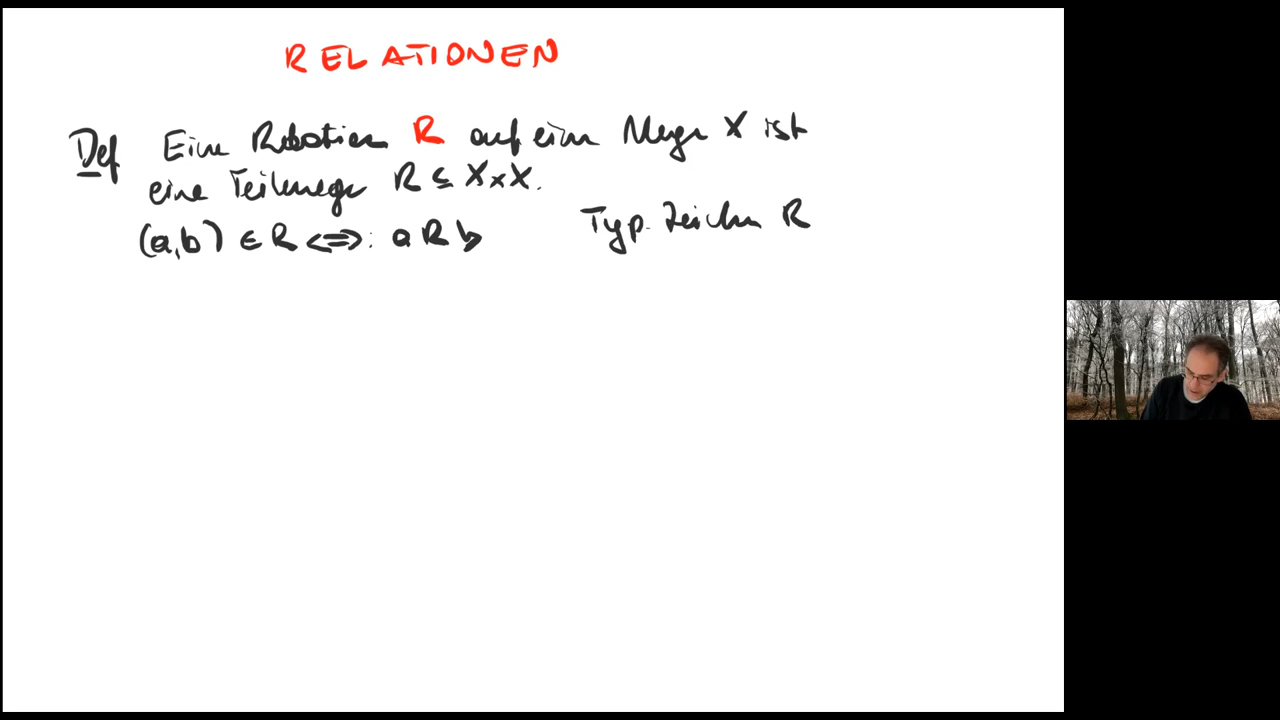 RELATIONEN
Def Eine Relation R auf einer Menge X ist
eine Teilmenge R ⊆ X×X.
(a,b) ∈ R ⇔: a R b
Typ. Zeichen R